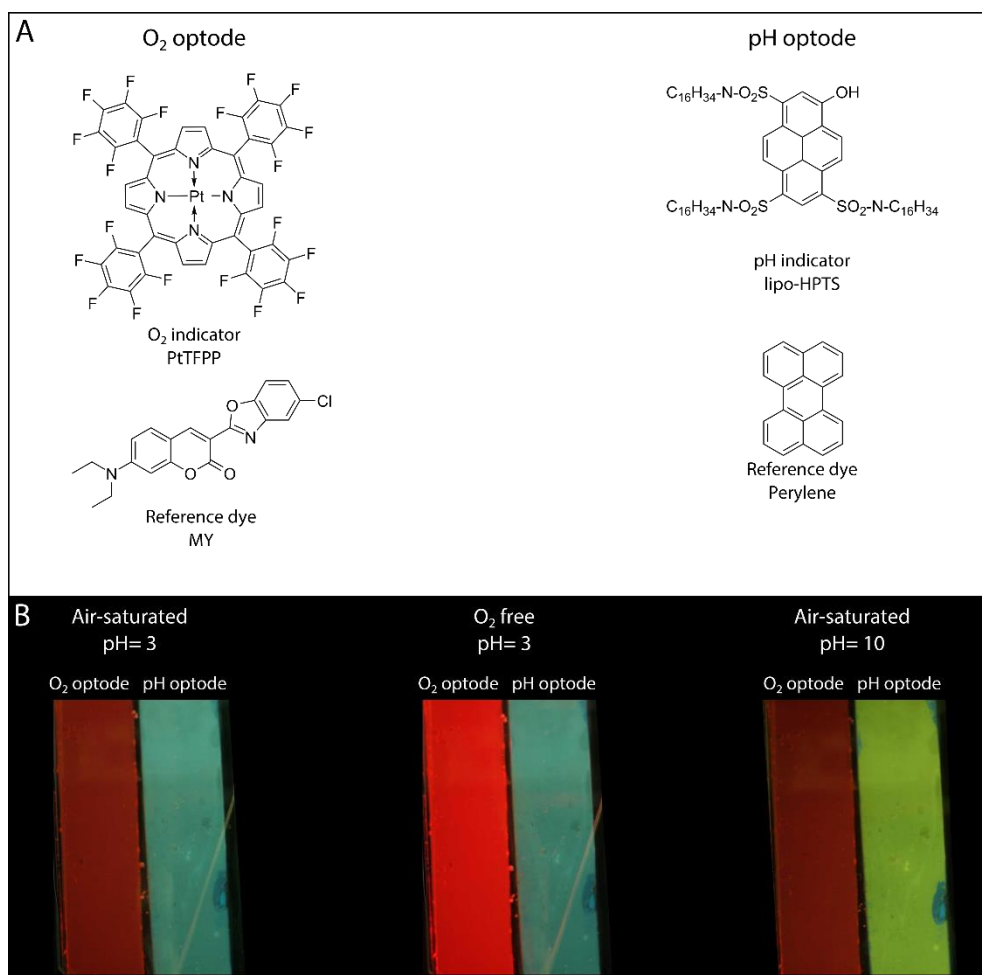 A
O₂ optode
pH optode
F F F F F F F F F F
N
N Pt N
N
F F F F F F F F F F
O₂ indicator
PtTFPP
C₁₆H₃₄-N-O₂S OH
C₁₆H₃₄-N-O₂S SO₂-N-C₁₆H₃₄
pH indicator
lipo-HPTS
O Cl
N
N O O
Reference dye
MY
Reference dye
Perylene
B
Air-saturated
pH= 3
O₂ free
pH= 3
Air-saturated
pH= 10
O₂ optode pH optode
O₂ optode pH optode
O₂ optode pH optode